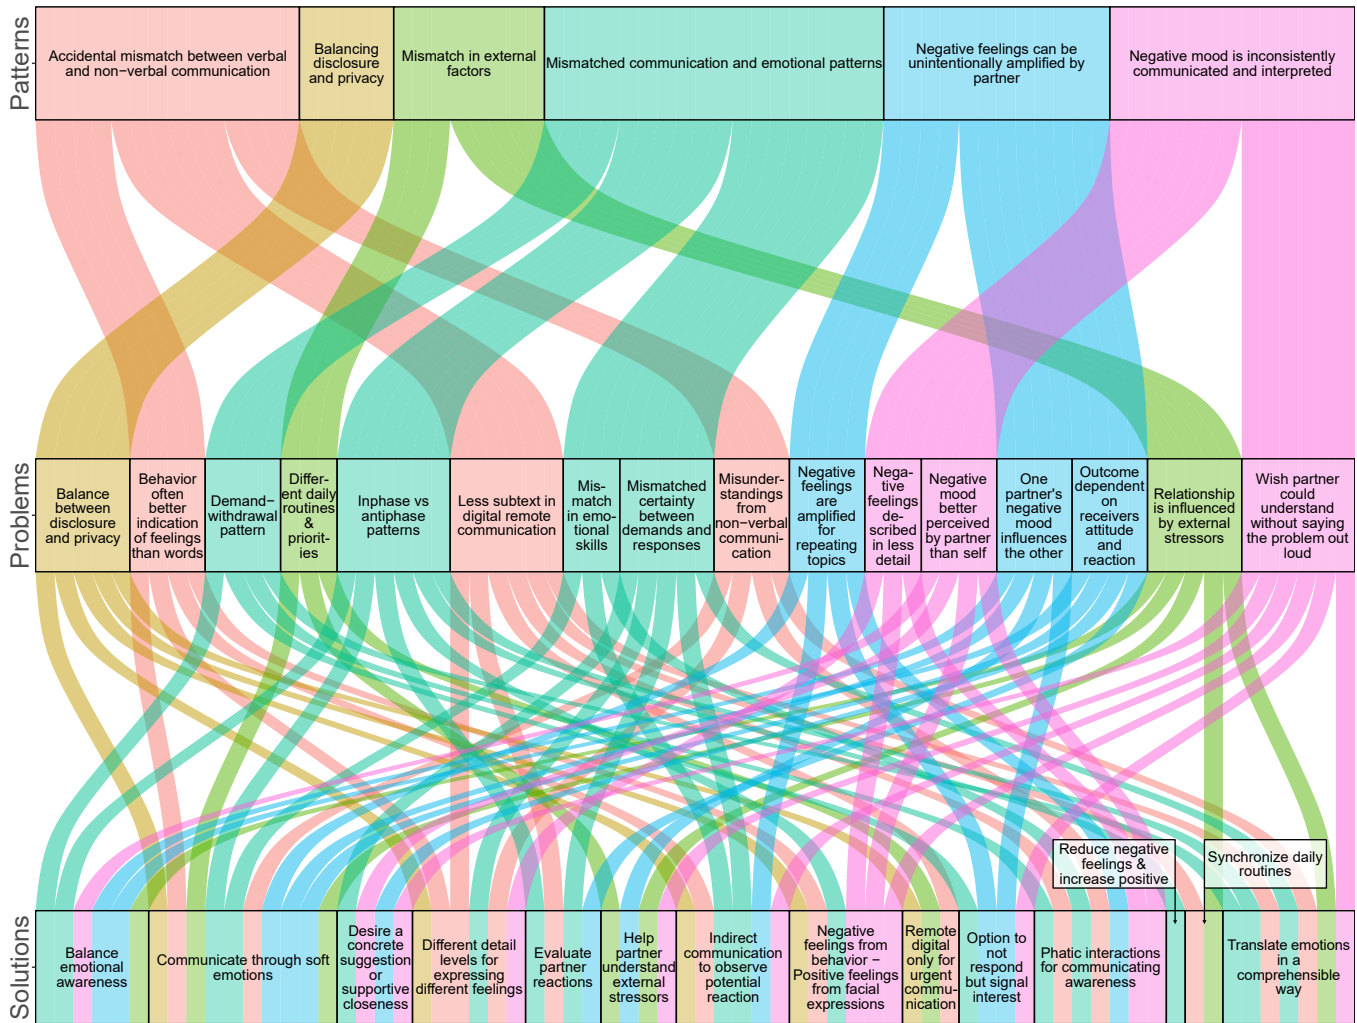 Patterns
Accidental mismatch between verbal
and non−verbal communication
Balancing
disclosure
and privacy
Mismatch in external
factors
Mismatched communication and emotional patterns
Negative feelings can be
unintentionally amplified by
partner
Negative mood is inconsistently
communicated and interpreted
Problems
Balance
between
disclosure
and privacy
Behavior
often
better
indication
of feelings
than words
Demand−
withdrawal
pattern
Differ-
ent daily
routines
&
priorit-
ies
Inphase vs
antiphase
patterns
Less subtext in
digital remote
communication
Mis-
match
in emo-
tional
skills
Mismatched
certainty
between
demands and
responses
Misunder-
standings
from
non−verbal
communi-
cation
Negative
feelings
are
amplified
for
repeating
topics
Nega-
tive
feelings
de-
scribed
in less
detail
Negative
mood
better
perceived
by partner
than self
One
partner's
negative
mood
influences
the other
Outcome
dependent
on
receivers
attitude
and
reaction
Relationship
is influenced
by external
stressors
Wish partner
could
understand
without saying
the problem out
loud
Reduce negative
feelings &
increase positive
Synchronize daily
routines
Solutions
Balance
emotional
awareness
Communicate through soft
emotions
Desire a
concrete
suggestion
or
supportive
closeness
Different detail
levels for
expressing
different feelings
Evaluate
partner
reactions
Help
partner
understand
external
stressors
Indirect
communication
to observe
potential
reaction
Negative
feelings from
behavior −
Positive feelings
from facial
expressions
Remote
digital
only for
urgent
commu-
nication
Option to
not
respond
but signal
interest
Phatic interactions
for communicating
awareness
Translate emotions
in a
comprehensible
way